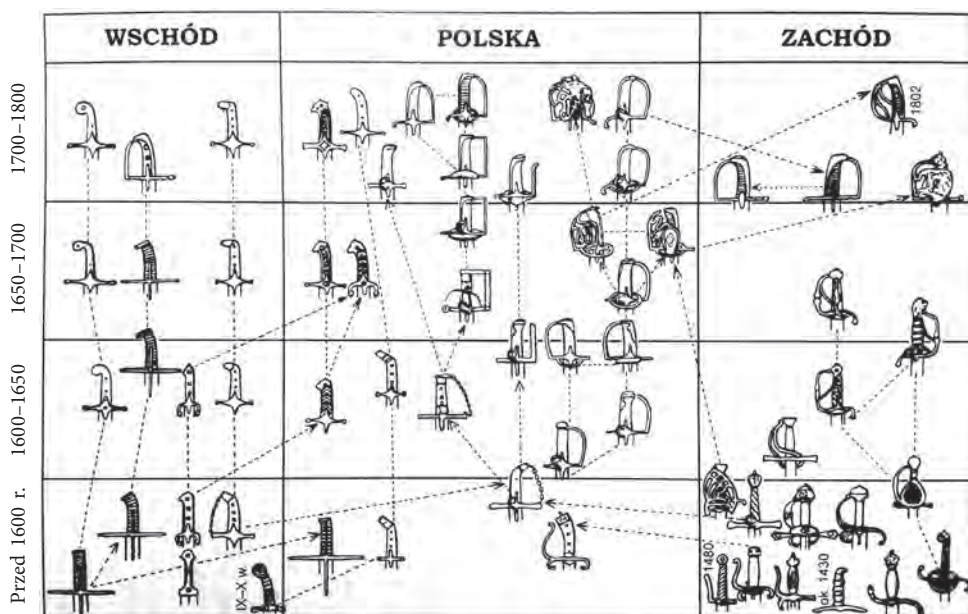 WSCHÓD
POLSKA
ZACHÓD
1700–1800
1802
1650–1700
1600–1650
Przed 1600 r.
IX–X w.
1480
ok 1430